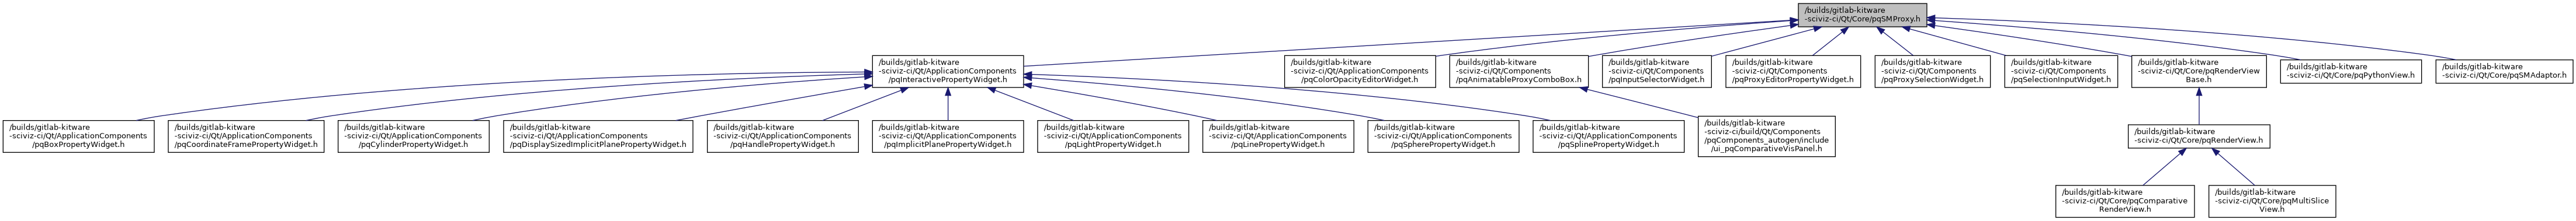 /builds/gitlab-kitware
-sciviz-ci/Qt/Core/pqSMProxy.h
/builds/gitlab-kitware
-sciviz-ci/Qt/ApplicationComponents
/pqInteractivePropertyWidget.h
/builds/gitlab-kitware
-sciviz-ci/Qt/ApplicationComponents
/pqColorOpacityEditorWidget.h
/builds/gitlab-kitware
-sciviz-ci/Qt/Components
/pqAnimatableProxyComboBox.h
/builds/gitlab-kitware
-sciviz-ci/Qt/Components
/pqInputSelectorWidget.h
/builds/gitlab-kitware
-sciviz-ci/Qt/Components
/pqProxyEditorPropertyWidget.h
/builds/gitlab-kitware
-sciviz-ci/Qt/Components
/pqProxySelectionWidget.h
/builds/gitlab-kitware
-sciviz-ci/Qt/Components
/pqSelectionInputWidget.h
/builds/gitlab-kitware
-sciviz-ci/Qt/Core/pqRenderView
Base.h
/builds/gitlab-kitware
-sciviz-ci/Qt/Core/pqPythonView.h
/builds/gitlab-kitware
-sciviz-ci/Qt/Core/pqSMAdaptor.h
/builds/gitlab-kitware
-sciviz-ci/Qt/ApplicationComponents
/pqBoxPropertyWidget.h
/builds/gitlab-kitware
-sciviz-ci/Qt/ApplicationComponents
/pqCoordinateFramePropertyWidget.h
/builds/gitlab-kitware
-sciviz-ci/Qt/ApplicationComponents
/pqCylinderPropertyWidget.h
/builds/gitlab-kitware
-sciviz-ci/Qt/ApplicationComponents
/pqDisplaySizedImplicitPlanePropertyWidget.h
/builds/gitlab-kitware
-sciviz-ci/Qt/ApplicationComponents
/pqHandlePropertyWidget.h
/builds/gitlab-kitware
-sciviz-ci/Qt/ApplicationComponents
/pqImplicitPlanePropertyWidget.h
/builds/gitlab-kitware
-sciviz-ci/Qt/ApplicationComponents
/pqLightPropertyWidget.h
/builds/gitlab-kitware
-sciviz-ci/Qt/ApplicationComponents
/pqLinePropertyWidget.h
/builds/gitlab-kitware
-sciviz-ci/Qt/ApplicationComponents
/pqSpherePropertyWidget.h
/builds/gitlab-kitware
-sciviz-ci/Qt/ApplicationComponents
/pqSplinePropertyWidget.h
/builds/gitlab-kitware
-sciviz-ci/build/Qt/Components
/pqComponents_autogen/include
/ui_pqComparativeVisPanel.h
/builds/gitlab-kitware
-sciviz-ci/Qt/Core/pqRenderView.h
/builds/gitlab-kitware
-sciviz-ci/Qt/Core/pqComparative
RenderView.h
/builds/gitlab-kitware
-sciviz-ci/Qt/Core/pqMultiSlice
View.h